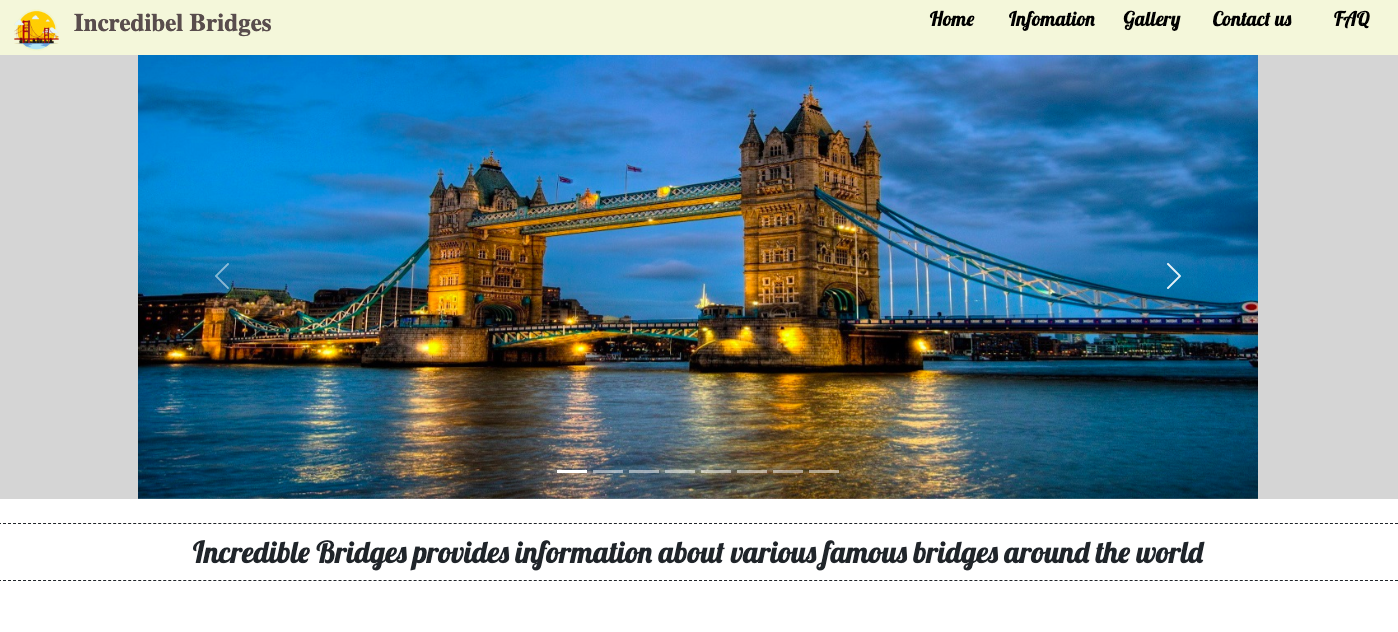 Incredibel Bridges
Home Infomation Gallery Contact us FAQ
Incredible Bridges provides information about various famous bridges around the world